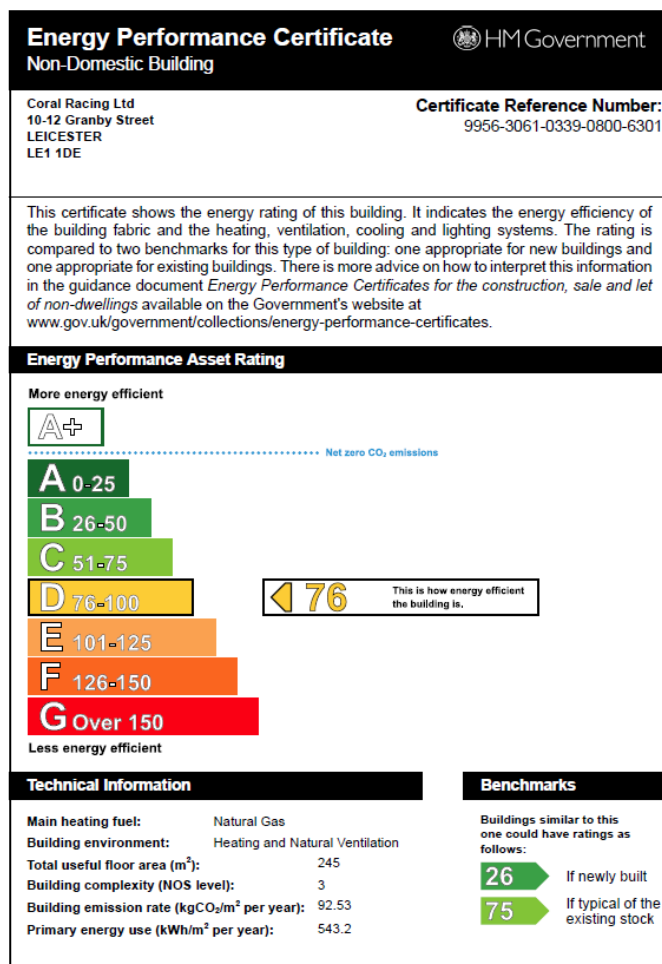 Energy Performance Certificate
HM Government
Non-Domestic Building
Coral Racing Ltd
10-12 Granby Street
LEICESTER
LE1 1DE
Certificate Reference Number:
9956-3061-0339-0800-6301
This certificate shows the energy rating of this building. It indicates the energy efficiency of
the building fabric and the heating, ventilation, cooling and lighting systems. The rating is
compared to two benchmarks for this type of building: one appropriate for new buildings and
one appropriate for existing buildings. There is more advice on how to interpret this information
in the guidance document Energy Performance Certificates for the construction, sale and let
of non-dwellings available on the Government's website at
www.gov.uk/government/collections/energy-performance-certificates.
Energy Performance Asset Rating
More energy efficient
A+
Net zero CO₂ emissions
A 0-25
B 26-50
C 51-75
D 76-100
76
This is how energy efficient
the building is.
E 101-125
F 126-150
G Over 150
Less energy efficient
Technical Information
Main heating fuel: Natural Gas
Building environment: Heating and Natural Ventilation
Total useful floor area (m²): 245
Building complexity (NOS level): 3
Building emission rate (kgCO₂/m² per year): 92.53
Primary energy use (kWh/m² per year): 543.2
Benchmarks
Buildings similar to this
one could have ratings as
follows:
26 If newly built
75 If typical of the
existing stock